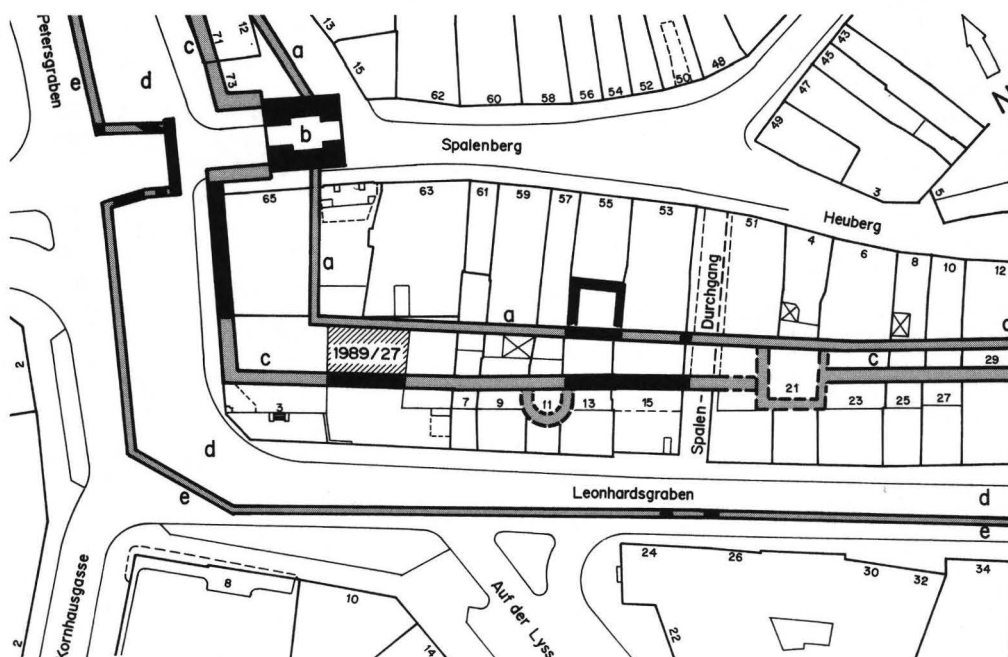 Petersgraben
e
d
c
71
12
73
a
b
13
15
62
60
58
56
54
52
50
48
43
45
47
49
3
5
N
Spalenberg
Heuberg
65
63
61
59
57
55
53
51
4
6
8
10
12
a
a
Durchgang
Spalen-
c
1989/27
c
29
3
7
9
11
13
15
21
23
25
27
d
e
Leonhardsgraben
d
e
2
2
Kornhausgasse
8
10
14
Auf der Lyss
24
26
30
32
34
22